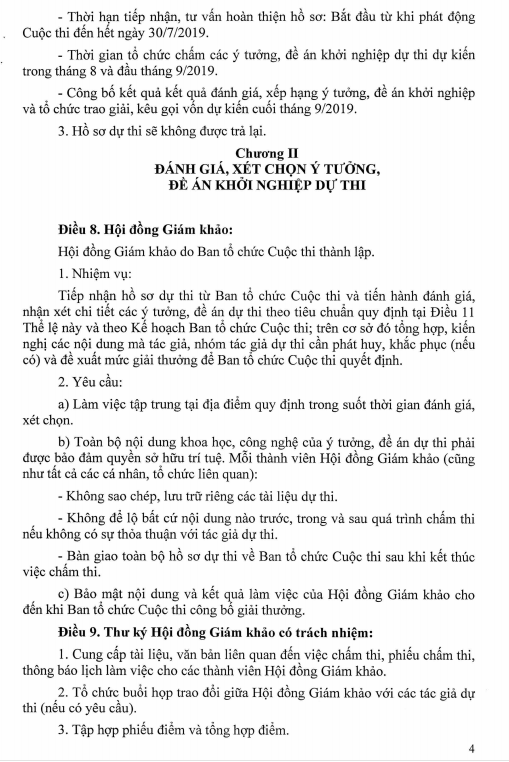 - Thời hạn tiếp nhận, tư vấn hoàn thiện hồ sơ: Bắt đầu từ khi phát động
Cuộc thi đến hết ngày 30/7/2019.
- Thời gian tổ chức chấm các ý tưởng, đề án khởi nghiệp dự thi dự kiến
trong tháng 8 và đầu tháng 9/2019.
- Công bố kết quả kết quả đánh giá, xếp hạng ý tưởng, đề án khởi nghiệp
và tổ chức trao giải, kêu gọi vốn dự kiến cuối tháng 9/2019.
3. Hồ sơ dự thi sẽ không được trả lại.
Chương II
ĐÁNH GIÁ, XÉT CHỌN Ý TƯỞNG,
ĐỀ ÁN KHỞI NGHIỆP DỰ THI
Điều 8. Hội đồng Giám khảo:
Hội đồng Giám khảo do Ban tổ chức Cuộc thi thành lập.
1. Nhiệm vụ:
Tiếp nhận hồ sơ dự thi từ Ban tổ chức Cuộc thi và tiến hành đánh giá,
nhận xét chi tiết các ý tưởng, đề án dự thi theo tiêu chuẩn quy định tại Điều 11
Thể lệ này và theo Kế hoạch Ban tổ chức Cuộc thi; trên cơ sở đó tổng hợp, kiến
nghị các nội dung mà tác giả, nhóm tác giả dự thi cần phát huy, khắc phục (nếu
có) và đề xuất mức giải thưởng để Ban tổ chức Cuộc thi quyết định.
2. Yêu cầu:
a) Làm việc tập trung tại địa điểm quy định trong suốt thời gian đánh giá,
xét chọn.
b) Toàn bộ nội dung khoa học, công nghệ của ý tưởng, đề án dự thi phải
được bảo đảm quyền sở hữu trí tuệ. Mỗi thành viên Hội đồng Giám khảo (cũng
như tất cả các cá nhân, tổ chức liên quan):
- Không sao chép, lưu trữ riêng các tài liệu dự thi.
- Không để lộ bất cứ nội dung nào trước, trong và sau quá trình chấm thi
nếu không có sự thỏa thuận với tác giả dự thi.
- Bàn giao toàn bộ hồ sơ dự thi về Ban tổ chức Cuộc thi sau khi kết thúc
việc chấm thi.
c) Bảo mật nội dung và kết quả làm việc của Hội đồng Giám khảo cho
đến khi Ban tổ chức Cuộc thi công bố giải thưởng.
Điều 9. Thư ký Hội đồng Giám khảo có trách nhiệm:
1. Cung cấp tài liệu, văn bản liên quan đến việc chấm thi, phiếu chấm thi,
thông báo lịch làm việc cho các thành viên Hội đồng Giám khảo.
2. Tổ chức buổi họp trao đổi giữa Hội đồng Giám khảo với các tác giả dự
thi (nếu có yêu cầu).
3. Tập hợp phiếu điểm và tổng hợp điểm.
4